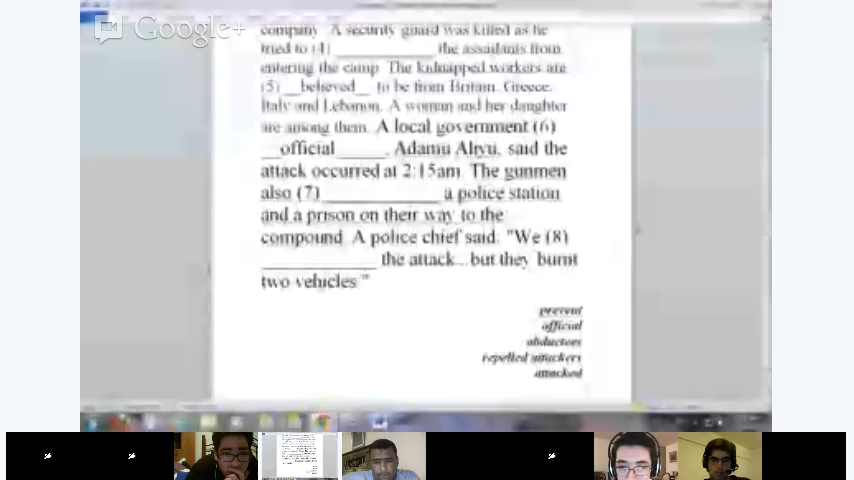 Google+
company. A security guard was killed as he
tried to (4) ____________ the assailants from
entering the camp. The kidnapped workers are
(5) __believed__ to be from Britain, Greece,
Italy and Lebanon. A woman and her daughter
are among them. A local government (6)
__official_____, Adamu Aliyu, said the
attack occurred at 2:15am. The gunmen
also (7) _____________ a police station
and a prison on their way to the
compound. A police chief said: "We (8)
_____________ the attack...but they burnt
two vehicles."
prevent
official
abductees
repelled attackers
attacked